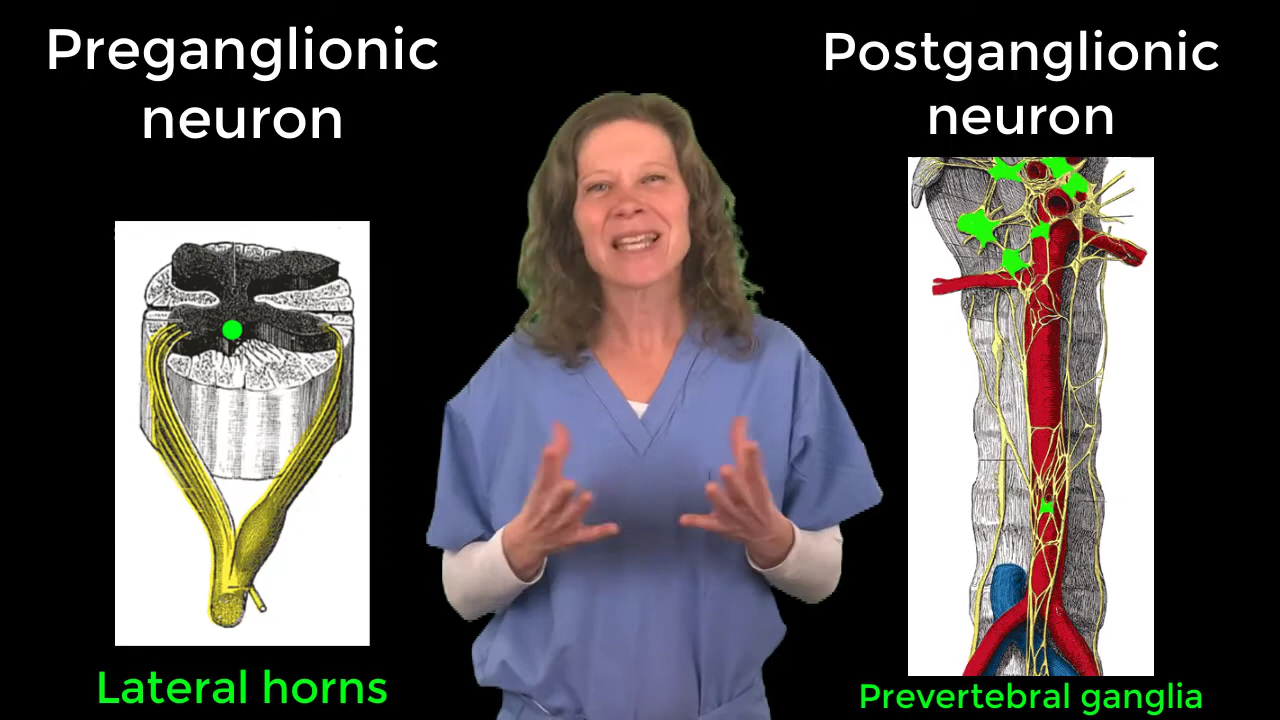 Preganglionic
neuron
Lateral horns
Postganglionic
neuron
Prevertebral ganglia